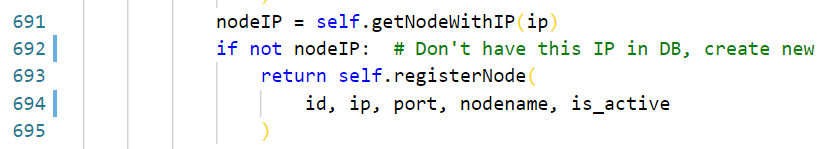 691 nodeIP = self.getNodeWithIP(ip)
692 if not nodeIP:  # Don't have this IP in DB, create new
693 return self.registerNode(
694 id, ip, port, nodename, is_active
695 )